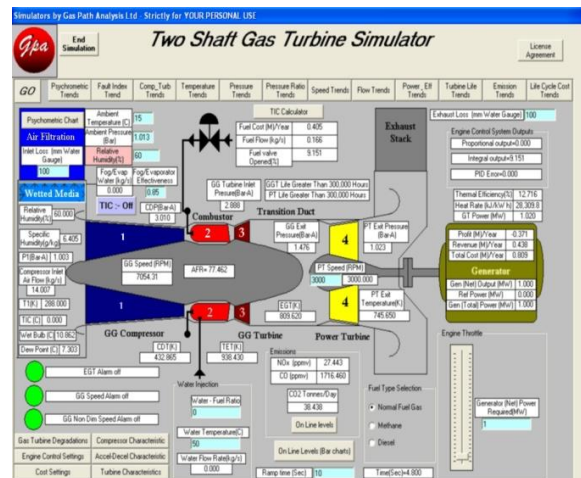 Simulators by Gas Path Analysis Ltd - Strictly for YOUR PERSONAL USE
Gpa
End Simulation
Two Shaft Gas Turbine Simulator
License Agreement
GO
Psychometric Trends
Fault Index Trend
Comp_Turb Trends
Temperature Trends
Pressure Trends
Pressure Ratio Trends
Speed Trends
Flow Trends
Power_Eff Trends
Turbine Life Trends
Emission Trends
Life Cycle Cost Trends
Psychometric Chart
Ambient Temperature (C) 15
Air Filtration
Ambient Pressure (Bar) 1.013
Inlet Loss (mm Water Gauge)
100
Relative Humidity(%) 60
Fog/Evap Water (kg/s)
0.000
Fog/Evaporator Effectiveness
0.85
Wetted Media
TIC :- Off
CDP(Bar-A)
3.010
TIC Calculator
Fuel Cost (M)/Year 0.405
Fuel Flow (kg/s) 0.166
Fuel valve Opened(%) 9.151
GG Turbine Inlet Pressure (Bar-A)
2.888
GGT Life Greater Than 300,000 Hours
PT Life Greater Than 300,000 Hours
Exhaust Stack
Exhaust Loss (mm Water Gauge) 100
Engine Control System Outputs
Proportional output=0.000
Integral output=9.151
PID Error=0.000
Thermal Efficiency(%) 12.716
Heat Rate (kJ/kW h) 28,309.8
GT Power (MW) 1.020
Relative Humidity(%) 60.000
Specific Humidity(g/kg) 6.405
P1(Bar-A) 1.003
Compressor Inlet Air Flow (kg/s)
14.007
T1(K) 288.000
TIC (C) 0.000
Wet Bulb (C) 10.862
Dew Point (C) 7.303
Combustor
Transition Duct
1
2
3
4
GG Exit Pressure(Bar-A)
1.476
PT Exit Pressure (Bar-A)
1.023
GG Speed (RPM)
7054.31
AFR= 77.462
PT Speed (RPM)
3000 3000.000
Profit (M)/Year -0.371
Revenue (M)/Year 0.438
Total Cost (M)/Year 0.809
Generator
Gen (Net) Output (MW) 1.000
Ref Power (MW) 0.000
Gen (Total) Power (MW) 1.000
1
2
3
4
EGT(K)
809.620
PT Exit Temperature(K)
745.650
GG Compressor
CDT(K)
432.865
TET(K)
938.430
GG Turbine
Power Turbine
EGT Alarm off
GG Speed Alarm off
GG Non Dim Speed Alarm off
Emissions
NOx (ppmv) 27.443
CO (ppmv) 1716.460
CO2 Tonnes/Day
38.438
On Line levels
On Line Levels (Bar charts)
Water Injection
Water - Fuel Ratio
0
Water Temperature(C)
50
Water Flow Rate(kg/s)
0.000
Fuel Type Selection
Normal Fuel Gas
Methane
Diesel
Engine Throttle
Generator (Net) Power Required(MW)
1
Gas Turbine Degradations
Compressor Characteristic
Engine Control Settings
Accel-Decel Characteristic
Cost Settings
Turbine Characteristics
Ramp time (Sec) 10
Time(Sec)=4.800